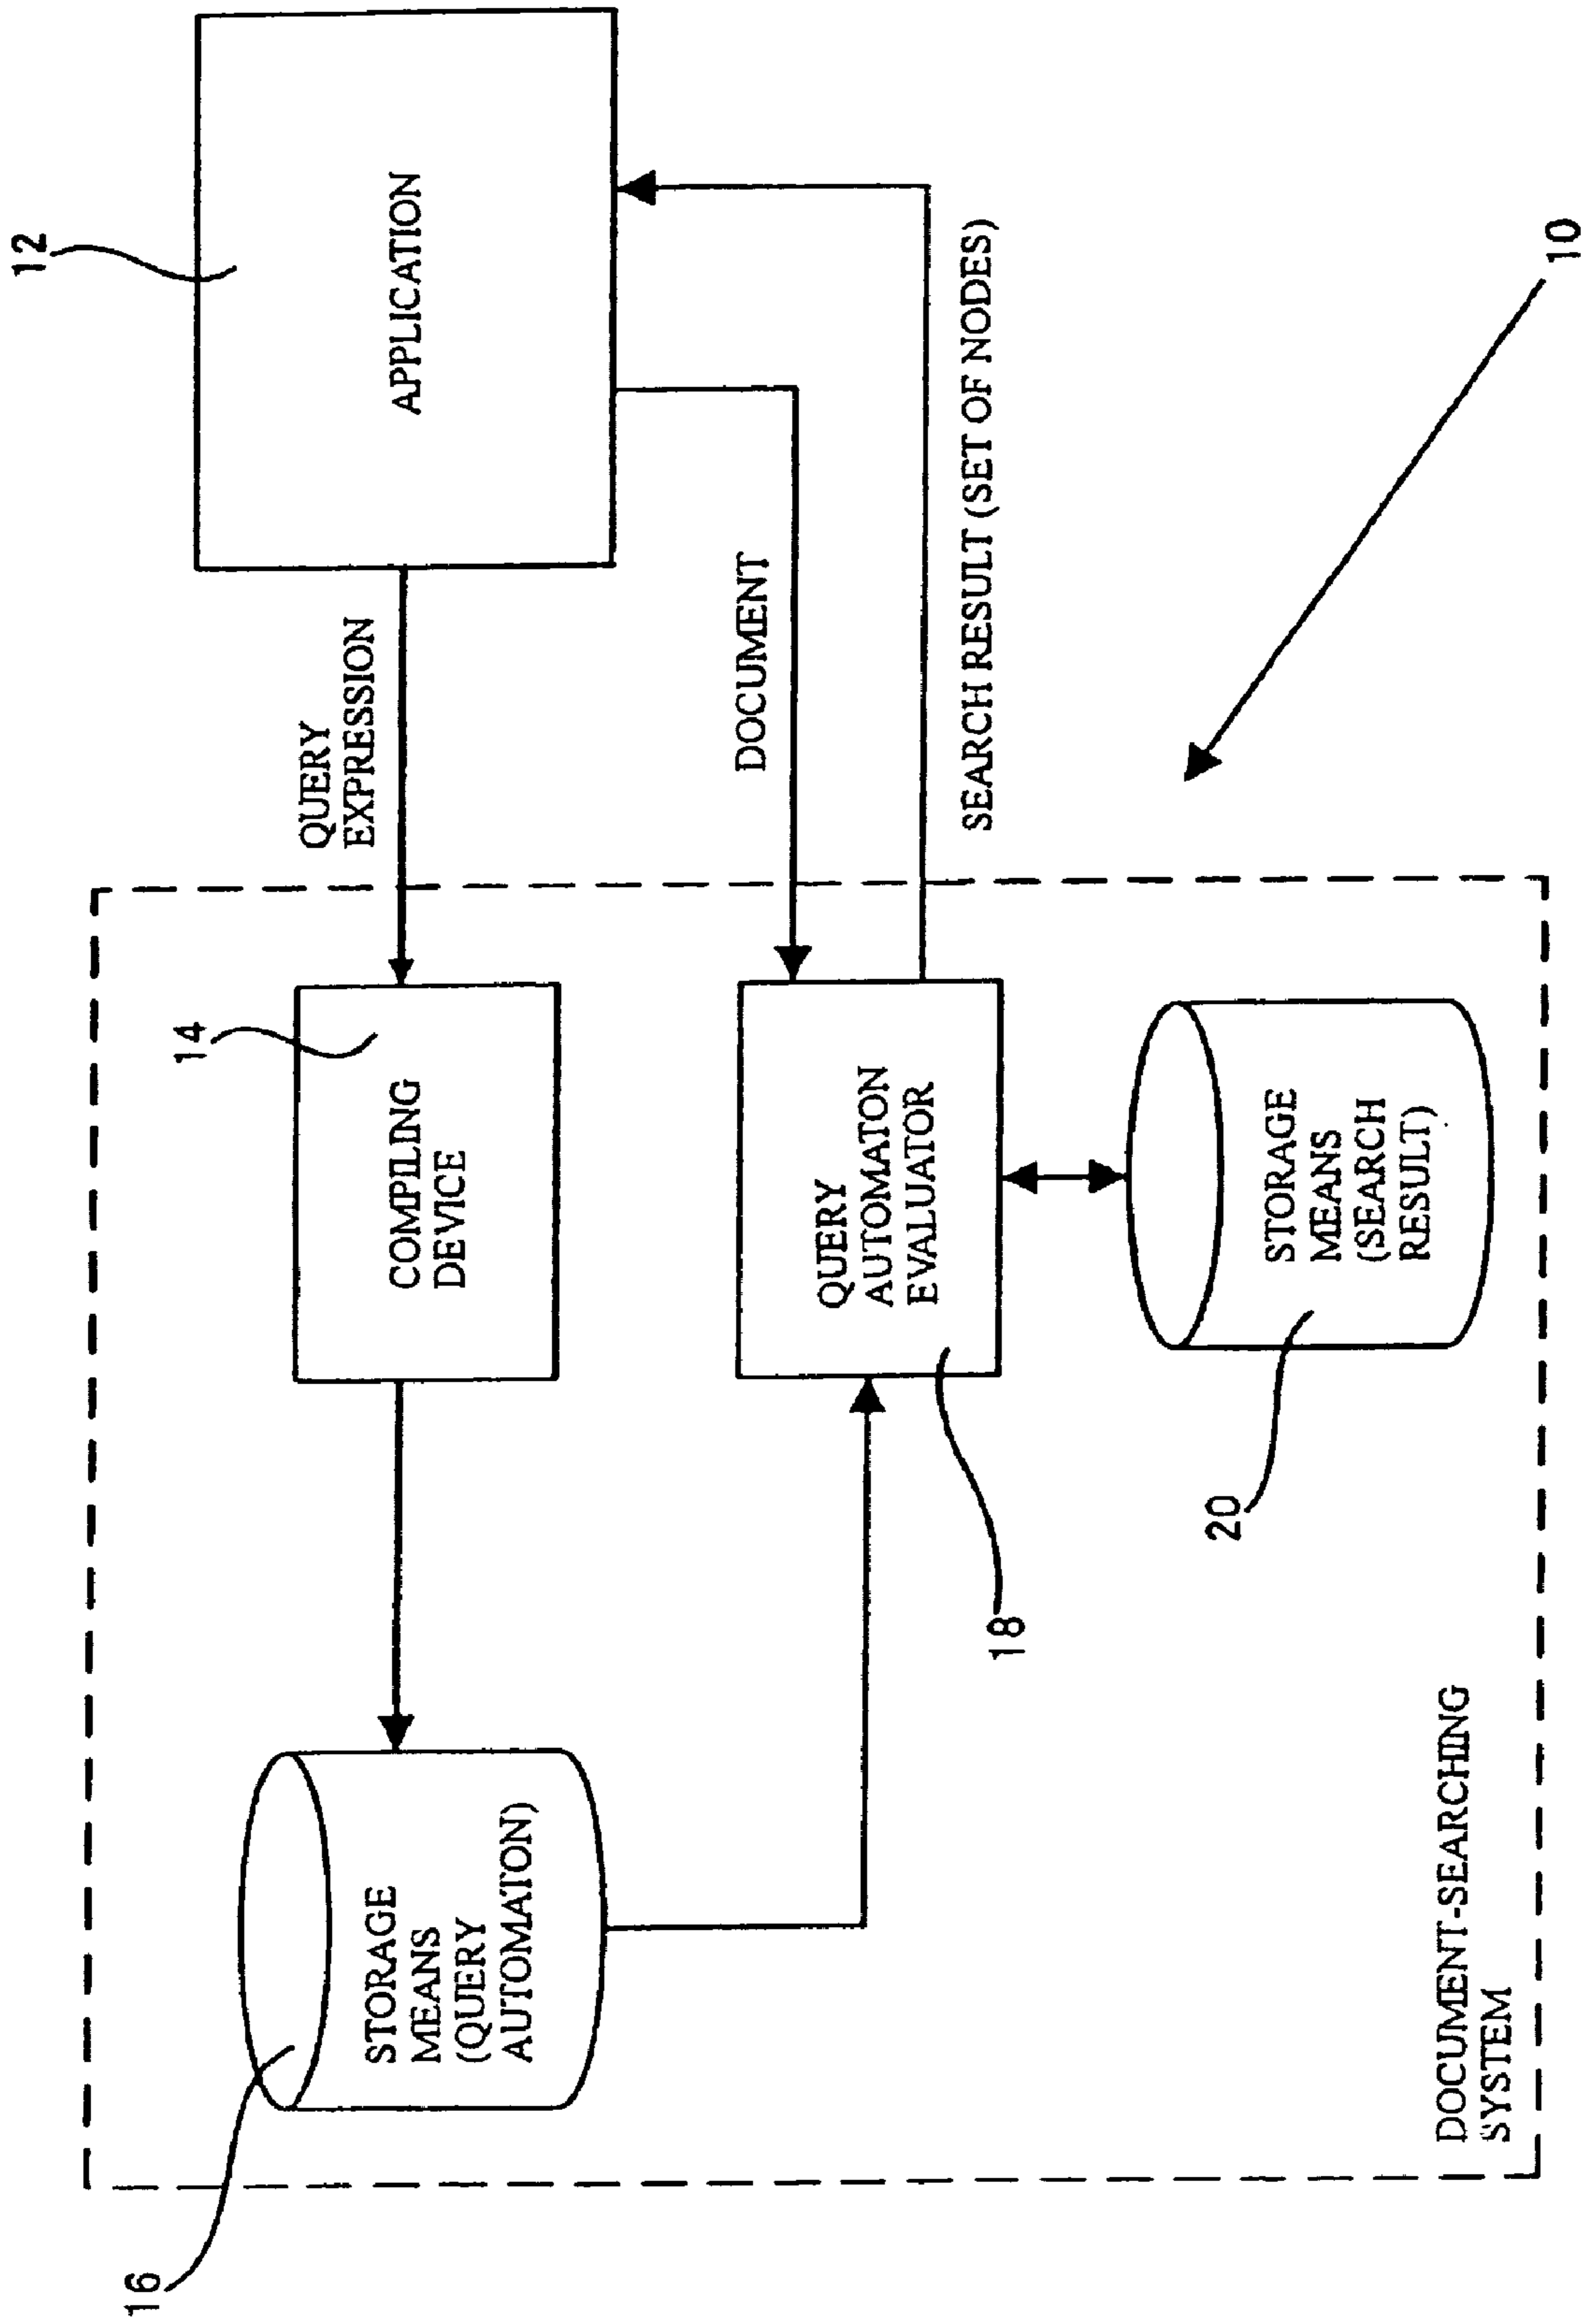 16
STORAGE
MEANS
(QUERY
AUTOMATON)
14
COMPILING
DEVICE
QUERY
EXPRESSION
12
APPLICATION
DOCUMENT
18
QUERY
AUTOMATON
EVALUATOR
SEARCH RESULT (SET OF NODES)
20
STORAGE
MEANS
(SEARCH
RESULT)
10
DOCUMENT-SEARCHING
SYSTEM